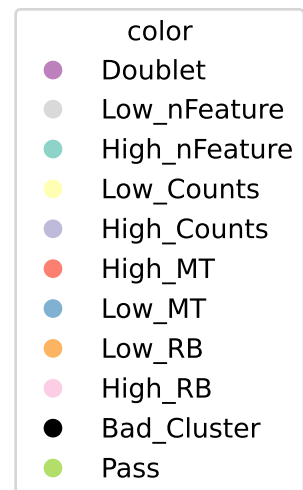 color
Doublet
Low_nFeature
High_nFeature
Low_Counts
High_Counts
High_MT
Low_MT
Low_RB
High_RB
Bad_Cluster
Pass